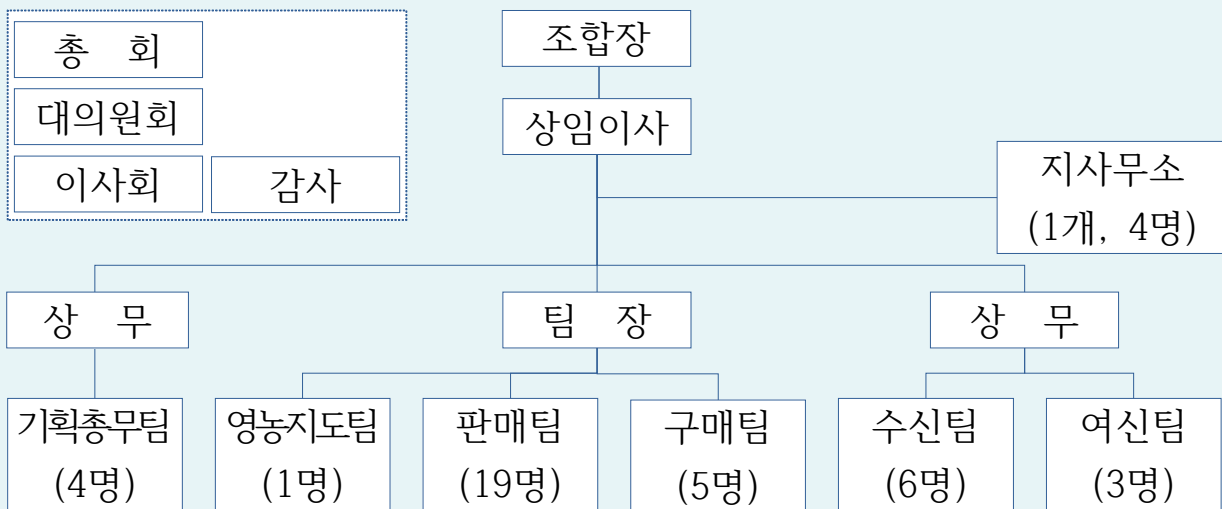 총 회
대의원회
이사회
감사
조합장
상임이사
지사무소
(1개, 4명)
상 무
팀 장
상 무
기획총무팀
(4명)
영농지도팀
(1명)
판매팀
(19명)
구매팀
(5명)
수신팀
(6명)
여신팀
(3명)